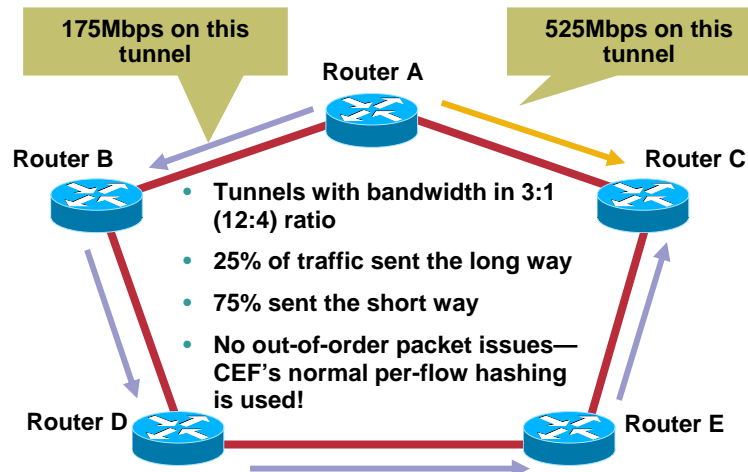 175Mbps on this
tunnel
525Mbps on this
tunnel
Router A
Router B
Router C
• Tunnels with bandwidth in 3:1
(12:4) ratio
• 25% of traffic sent the long way
• 75% sent the short way
• No out-of-order packet issues—
CEF’s normal per-flow hashing
is used!
Router D
Router E